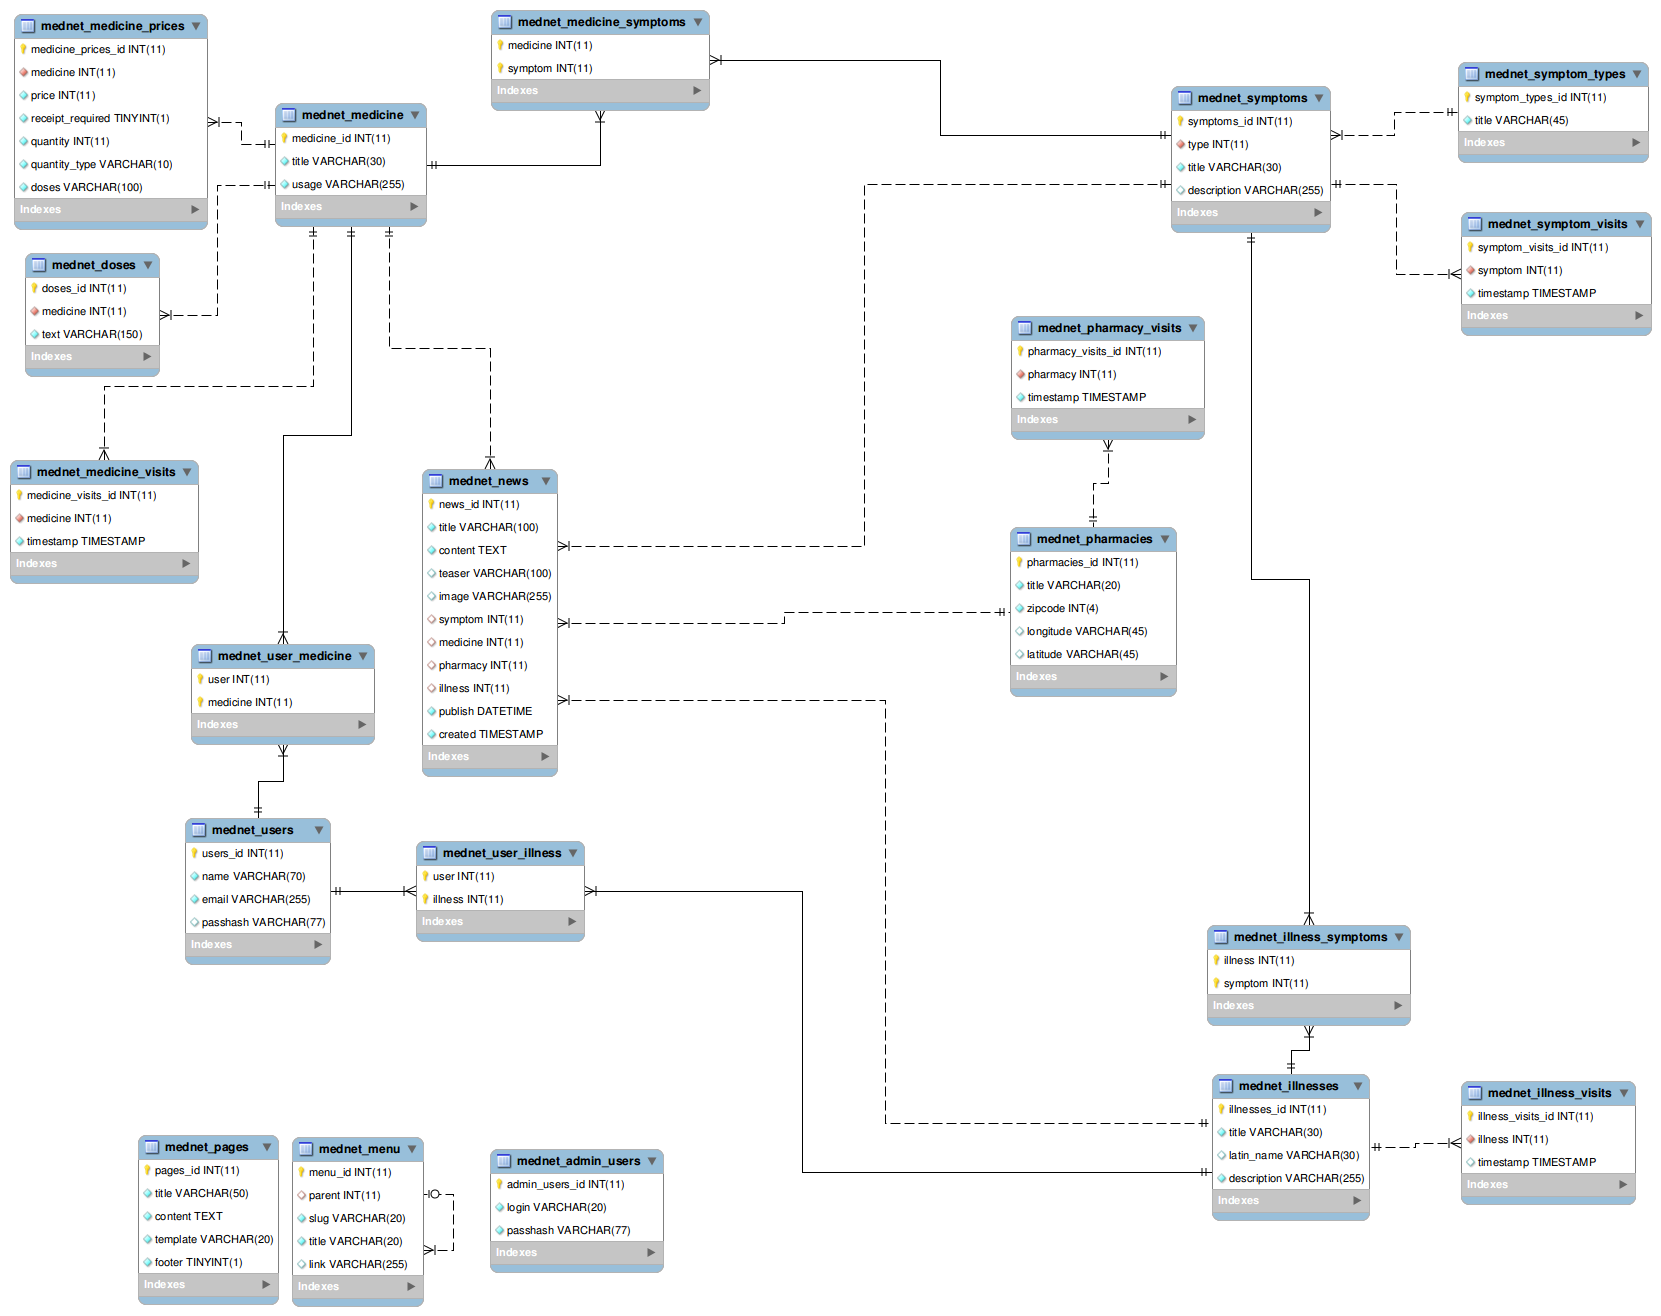 mednet_medicine_prices
medicine_prices_id INT(11)
medicine INT(11)
price INT(11)
receipt_required TINYINT(1)
quantity INT(11)
quantity_type VARCHAR(10)
doses VARCHAR(100)
Indexes
mednet_medicine
medicine_id INT(11)
title VARCHAR(30)
usage VARCHAR(255)
Indexes
mednet_medicine_symptoms
medicine INT(11)
symptom INT(11)
Indexes
mednet_symptoms
symptoms_id INT(11)
type INT(11)
title VARCHAR(30)
description VARCHAR(255)
Indexes
mednet_symptom_types
symptom_types_id INT(11)
title VARCHAR(45)
Indexes
mednet_symptom_visits
symptom_visits_id INT(11)
symptom INT(11)
timestamp TIMESTAMP
Indexes
mednet_doses
doses_id INT(11)
medicine INT(11)
text VARCHAR(150)
Indexes
mednet_pharmacy_visits
pharmacy_visits_id INT(11)
pharmacy INT(11)
timestamp TIMESTAMP
Indexes
mednet_medicine_visits
medicine_visits_id INT(11)
medicine INT(11)
timestamp TIMESTAMP
Indexes
mednet_news
news_id INT(11)
title VARCHAR(100)
content TEXT
teaser VARCHAR(100)
image VARCHAR(255)
symptom INT(11)
medicine INT(11)
pharmacy INT(11)
illness INT(11)
publish DATETIME
created TIMESTAMP
Indexes
mednet_pharmacies
pharmacies_id INT(11)
title VARCHAR(20)
zipcode INT(4)
longitude VARCHAR(45)
latitude VARCHAR(45)
Indexes
mednet_user_medicine
user INT(11)
medicine INT(11)
Indexes
mednet_users
users_id INT(11)
name VARCHAR(70)
email VARCHAR(255)
passhash VARCHAR(77)
Indexes
mednet_user_illness
user INT(11)
illness INT(11)
Indexes
mednet_illness_symptoms
illness INT(11)
symptom INT(11)
Indexes
mednet_illnesses
illnesses_id INT(11)
title VARCHAR(30)
latin_name VARCHAR(30)
description VARCHAR(255)
Indexes
mednet_illness_visits
illness_visits_id INT(11)
illness INT(11)
timestamp TIMESTAMP
Indexes
mednet_pages
pages_id INT(11)
title VARCHAR(50)
content TEXT
template VARCHAR(20)
footer TINYINT(1)
Indexes
mednet_menu
menu_id INT(11)
parent INT(11)
slug VARCHAR(20)
title VARCHAR(20)
link VARCHAR(255)
Indexes
mednet_admin_users
admin_users_id INT(11)
login VARCHAR(20)
passhash VARCHAR(77)
Indexes